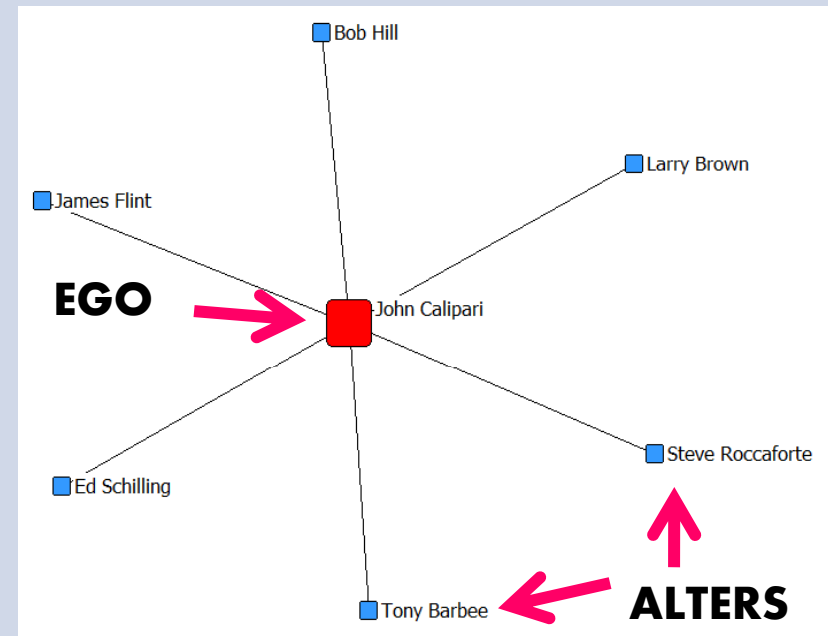 Bob Hill
Larry Brown
James Flint
EGO
John Calipari
Steve Roccaforte
Ed Schilling
Tony Barbee
ALTERS